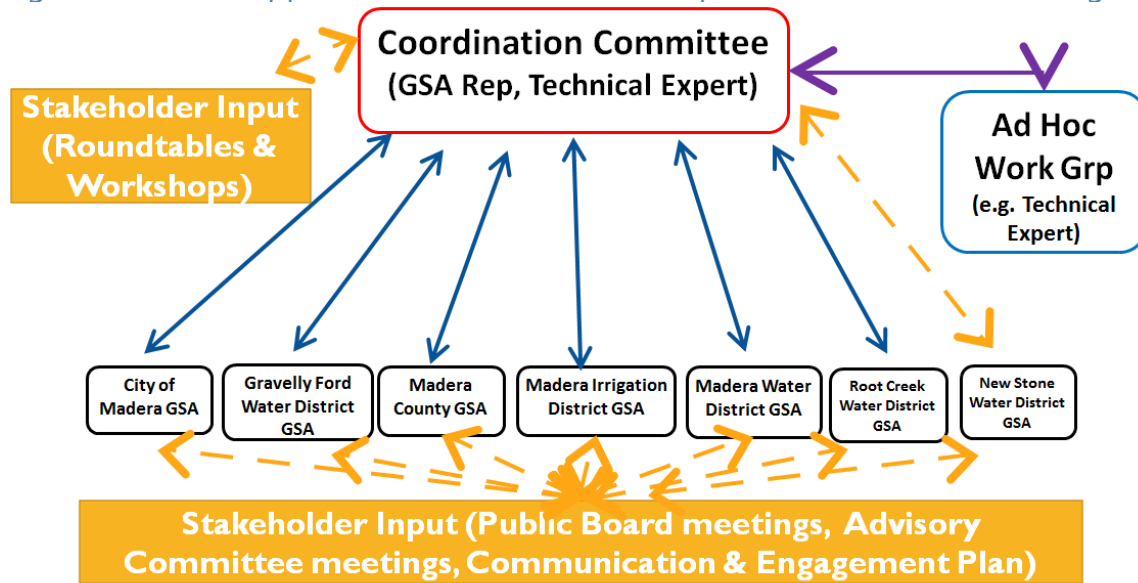 Coordination Committee
(GSA Rep, Technical Expert)
Stakeholder Input
(Roundtables &
Workshops)
Ad Hoc
Work Grp
(e.g. Technical
Expert)
City of
Madera GSA
Gravelly Ford
Water District
GSA
Madera
County GSA
Madera Irrigation
District GSA
Madera Water
District GSA
Root Creek
Water District
GSA
New Stone
Water District
GSA
Stakeholder Input (Public Board meetings, Advisory
Committee meetings, Communication & Engagement Plan)